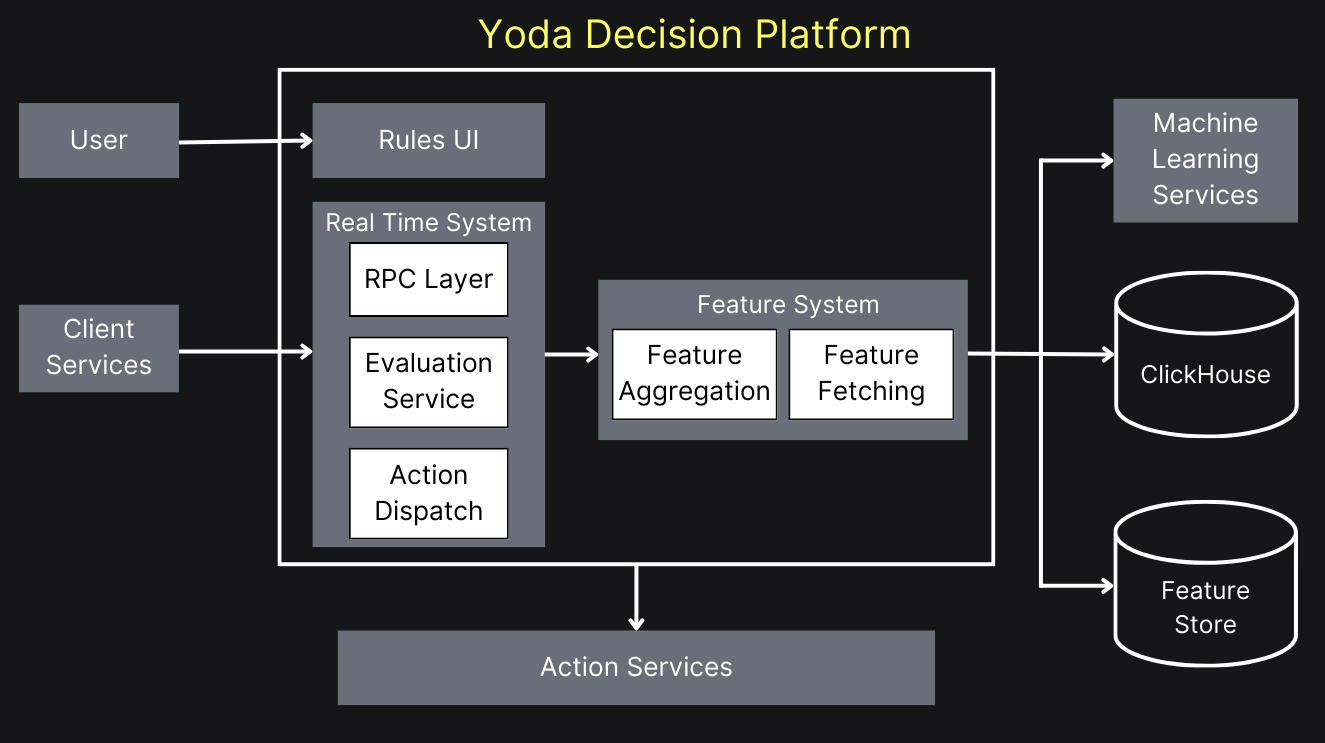 Yoda Decision Platform
User
Rules UI
Machine
Learning
Services
Real Time System
RPC Layer
Client
Services
Evaluation
Service
Action
Dispatch
Feature System
Feature
Aggregation
Feature
Fetching
ClickHouse
Feature
Store
Action Services